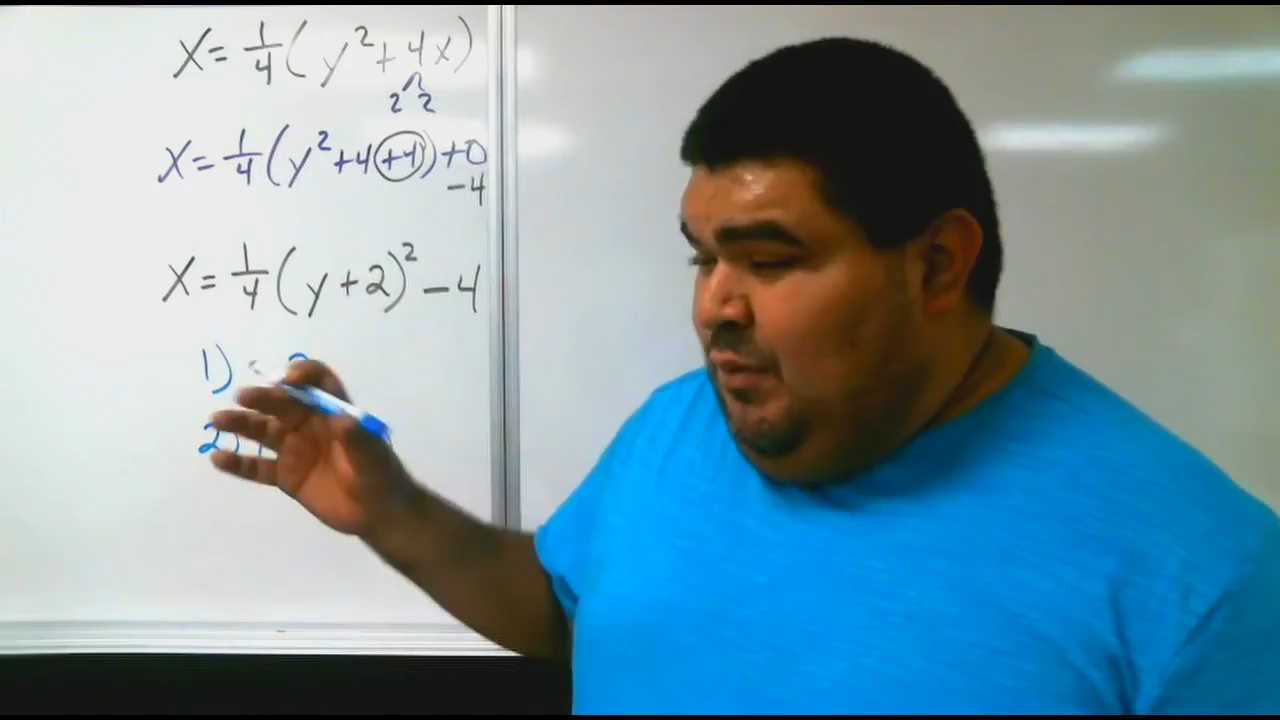 x = 1/4 ( y² + 4x )
2 2
x = 1/4 ( y² + 4 +4 ) + 0
- 4
x = 1/4 ( y + 2 )² - 4
1)
2)